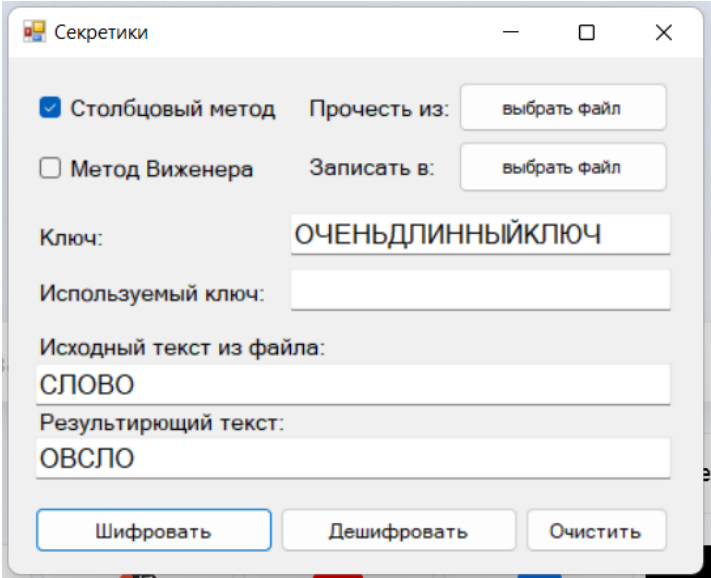 Секретики
Столбцовый метод Прочесть из: выбрать файл
Метод Виженера Записать в: выбрать файл
Ключ: ОЧЕНЬДЛИННЫЙКЛЮЧ
Используемый ключ:
Исходный текст из файла:
СЛОВО
Результирющий текст:
ОВСЛО
Шифровать Дешифровать Очистить